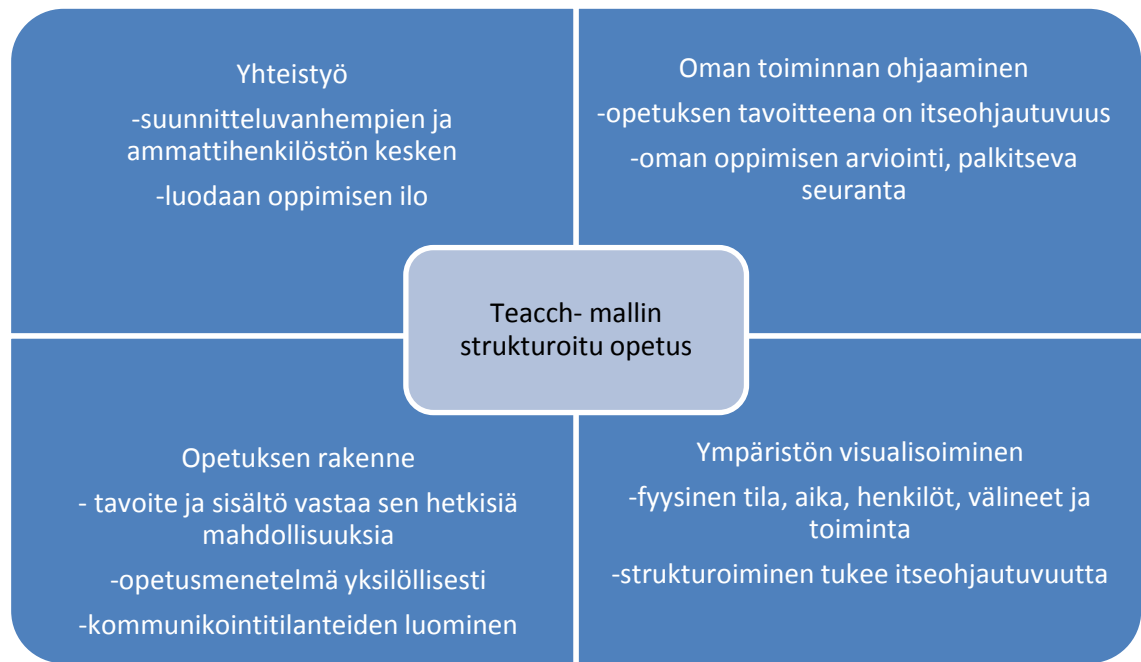 Yhteistyö
-suunnitteluvanhempien ja
ammattihenkilöstön kesken
-luodaan oppimisen ilo
Oman toiminnan ohjaaminen
-opetuksen tavoitteena on itseohjautuvuus
-oman oppimisen arviointi, palkitseva
seuranta
Teacch- mallin
strukturoitu opetus
Opetuksen rakenne
- tavoite ja sisältö vastaa sen hetkisiä
mahdollisuuksia
-opetusmenetelmä yksilöllisesti
-kommunikointitilanteiden luominen
Ympäristön visualisoiminen
-fyysinen tila, aika, henkilöt, välineet ja
toiminta
-strukturoiminen tukee itseohjautuvuutta